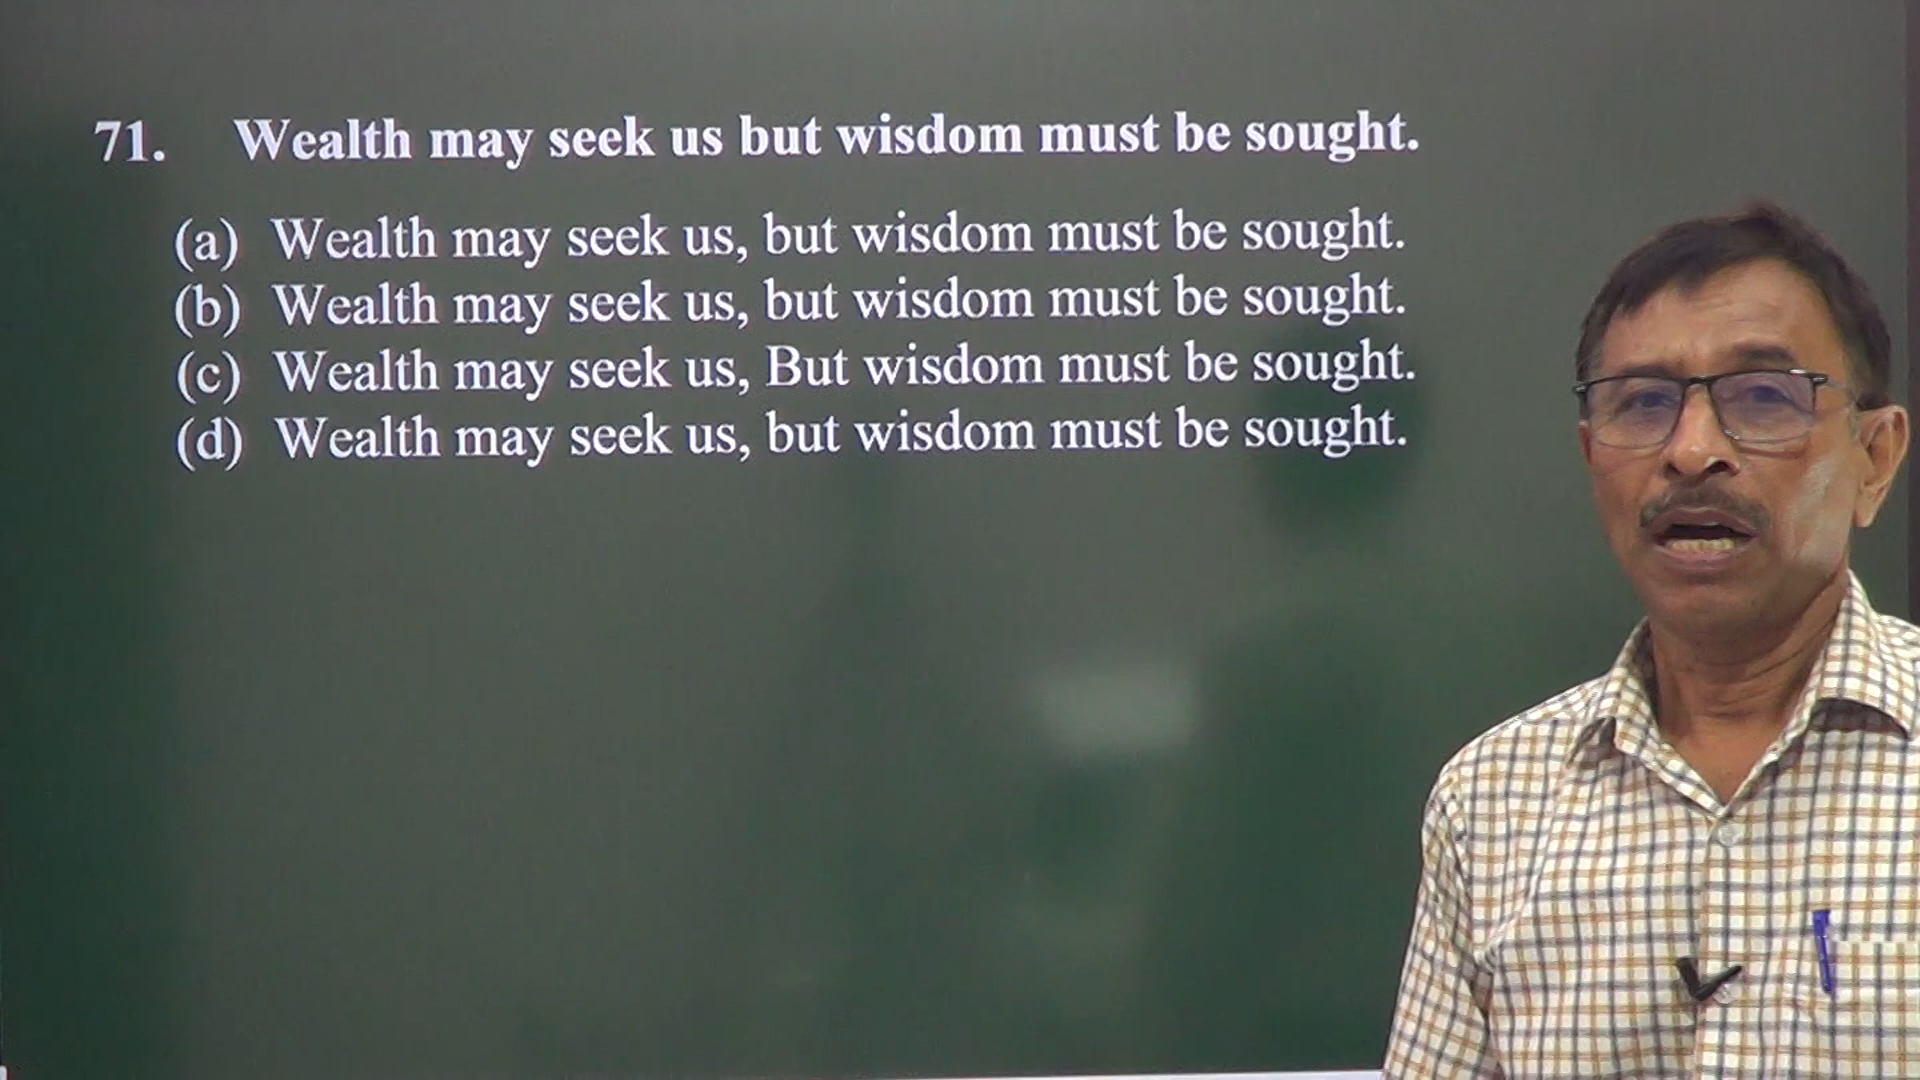 71. Wealth may seek us but wisdom must be sought.
(a) Wealth may seek us, but wisdom must be sought.
(b) Wealth may seek us, but wisdom must be sought.
(c) Wealth may seek us, But wisdom must be sought.
(d) Wealth may seek us, but wisdom must be sought.